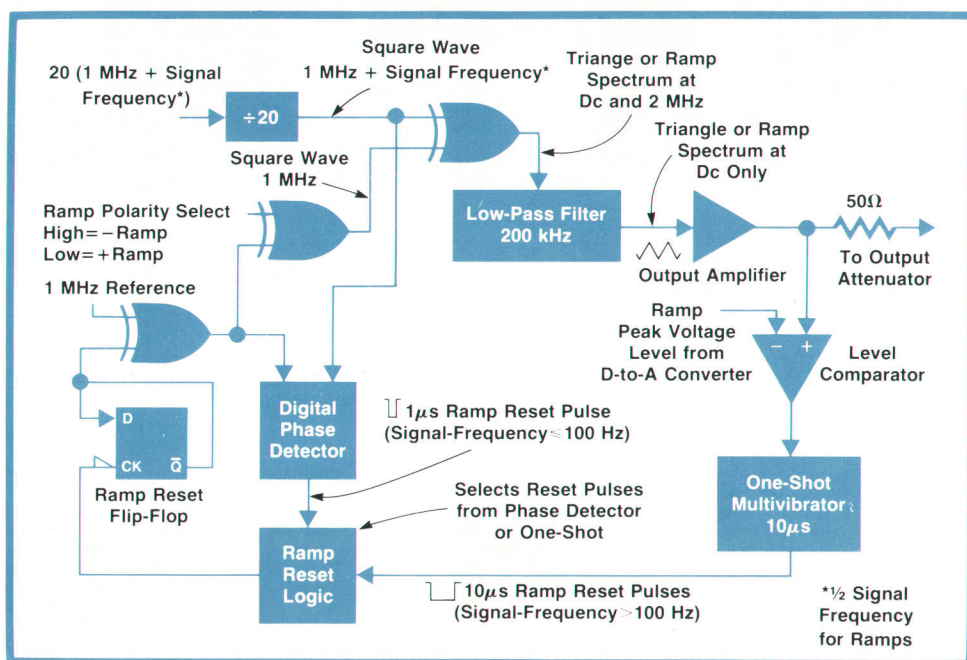 Square Wave
1 MHz + Signal Frequency*
20 (1 MHz + Signal
Frequency*)
÷20
Triange or Ramp
Spectrum at
Dc and 2 MHz
Square Wave
1 MHz
Triangle or Ramp
Spectrum at
Dc Only
Ramp Polarity Select
High=–Ramp
Low=+Ramp
Low-Pass Filter
200 kHz
50Ω
Output Amplifier
To Output
Attenuator
1 MHz Reference
Ramp
Peak Voltage
Level from
D-to-A Converter
– +
Level
Comparator
D
CK Q̅
Ramp Reset
Flip-Flop
Digital
Phase
Detector
1μs Ramp Reset Pulse
(Signal-Frequency≤100 Hz)
Selects Reset Pulses
from Phase Detector
or One-Shot
One-Shot
Multivibrator
10μs
Ramp
Reset
Logic
10μs Ramp Reset Pulses
(Signal-Frequency>100 Hz)
*½ Signal
Frequency
for Ramps